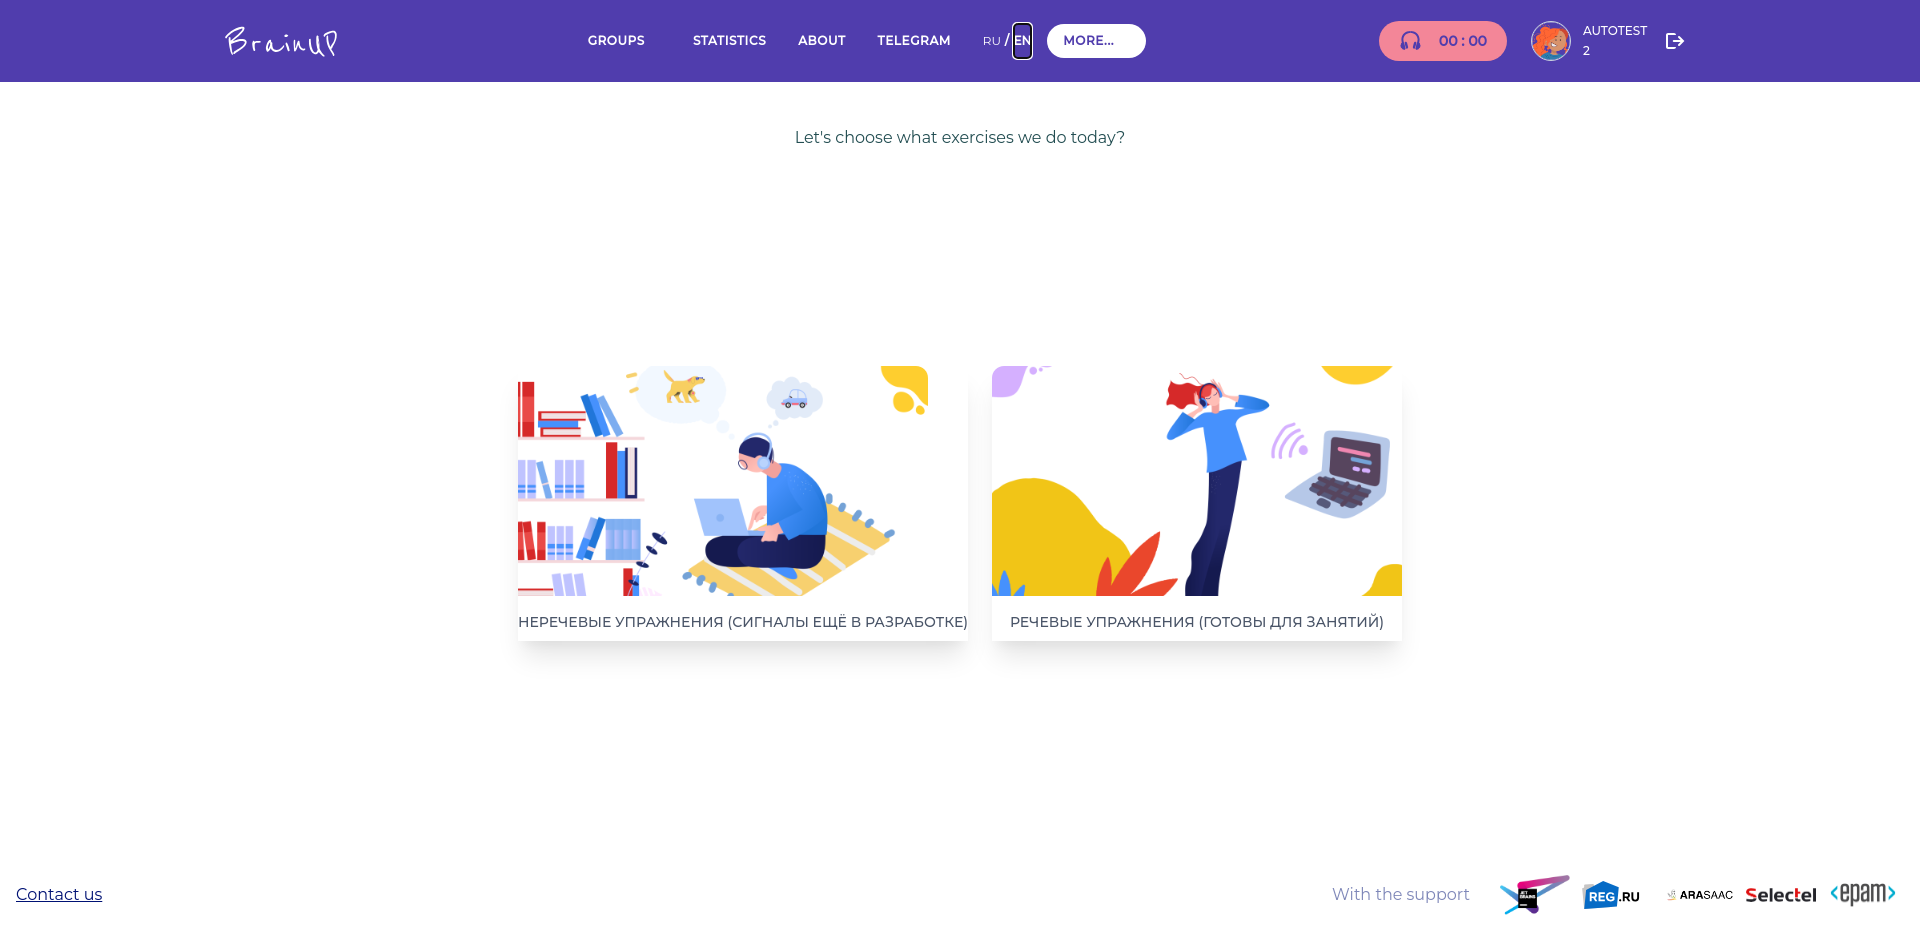 BrainUP
GROUPS STATISTICS ABOUT TELEGRAM RU / EN MORE...
00 : 00
AUTOTEST
2
Let's choose what exercises we do today?
НЕРЕЧЕВЫЕ УПРАЖНЕНИЯ (СИГНАЛЫ ЕЩЁ В РАЗРАБОТКЕ)
РЕЧЕВЫЕ УПРАЖНЕНИЯ (ГОТОВЫ ДЛЯ ЗАНЯТИЙ)
Contact us
With the support
JET
BRAINS
REG.RU
ARASAAC
Selectel
<epam>